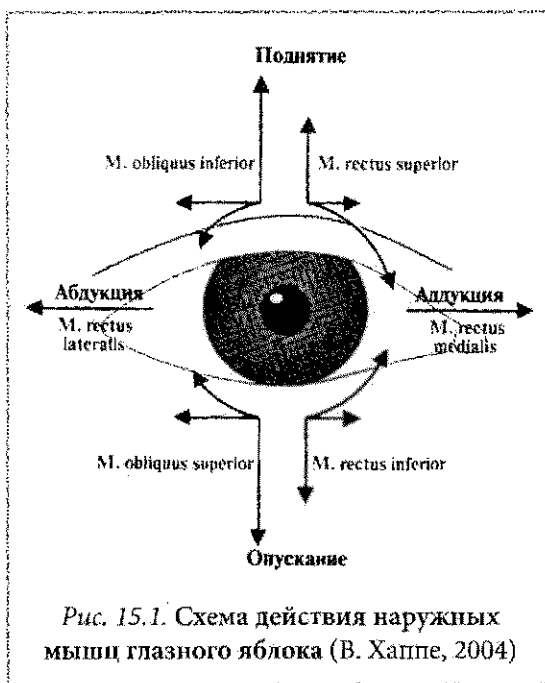 Поднятие
M. obliquus inferior M. rectus superior
Абдукция Аддукция
M. rectus M. rectus
lateralis medialis
M. obliquus superior M. rectus inferior
Опускание
Рис. 15.1. Схема действия наружных
мышц глазного яблока (В. Хаппе, 2004)